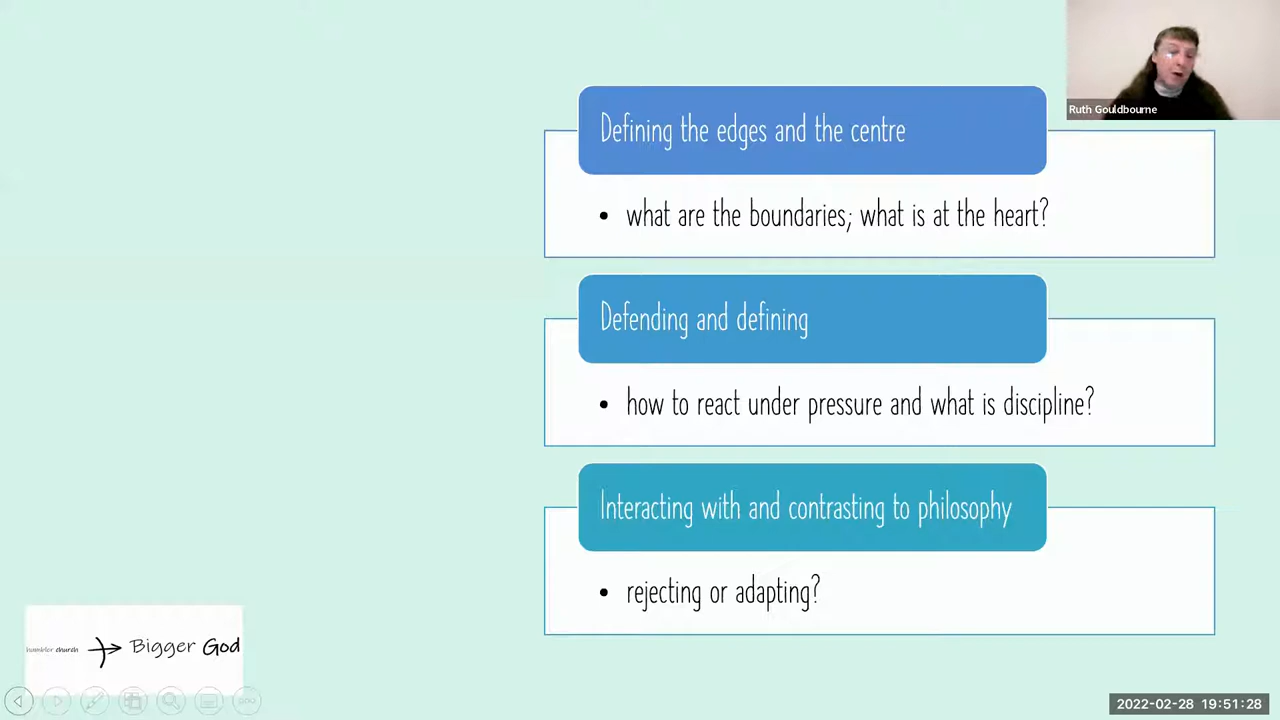 Ruth Gouldbourne
Defining the edges and the centre
• what are the boundaries; what is at the heart?
Defending and defining
• how to react under pressure and what is discipline?
Interacting with and contrasting to philosophy
• rejecting or adapting?
humbler church Bigger God
2022-02-28 19:51:28